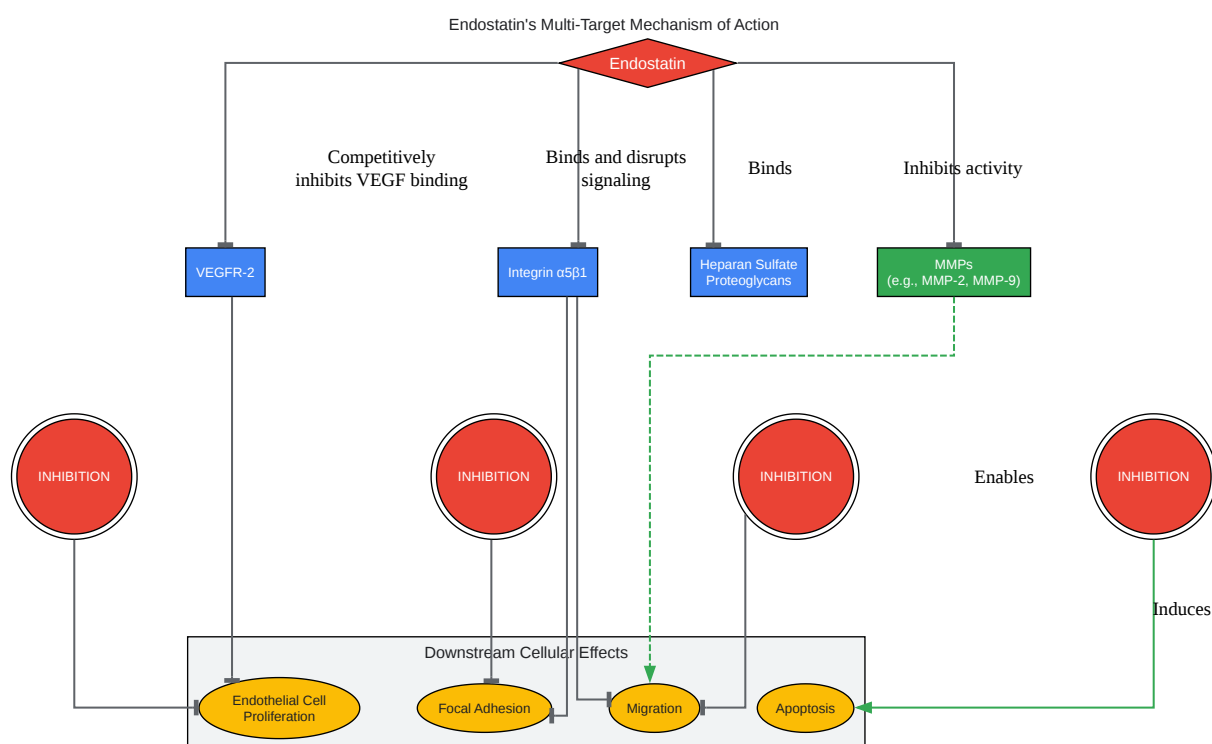 Endostatin's Multi-Target Mechanism of Action
Endostatin
Competitively
inhibits VEGF binding
Binds and disrupts
signaling
Binds
Inhibits activity
VEGFR-2
Integrin α5β1
Heparan Sulfate
Proteoglycans
MMPs
(e.g., MMP-2, MMP-9)
INHIBITION
INHIBITION
INHIBITION
Enables
INHIBITION
Induces
Downstream Cellular Effects
Endothelial Cell
Proliferation
Focal Adhesion
Migration
Apoptosis